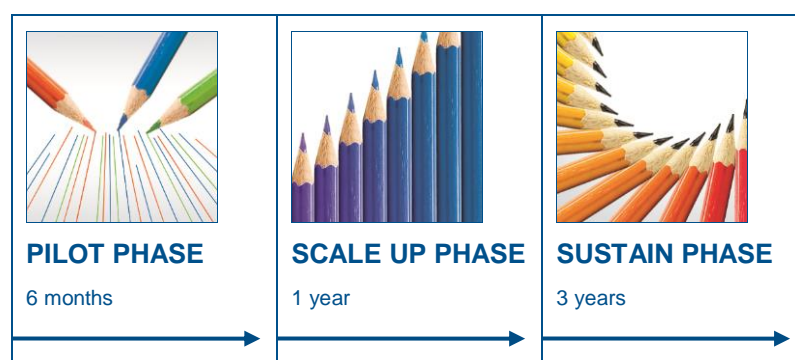 PILOT PHASE
6 months
SCALE UP PHASE
1 year
SUSTAIN PHASE
3 years